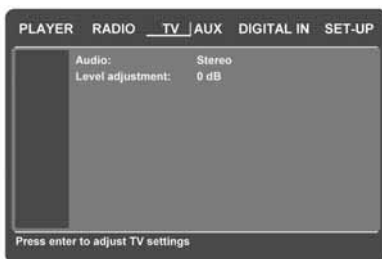 PLAYER RADIO TV AUX DIGITAL IN SET-UP
Audio: Stereo
Level adjustment: 0 dB
Press enter to adjust TV settings